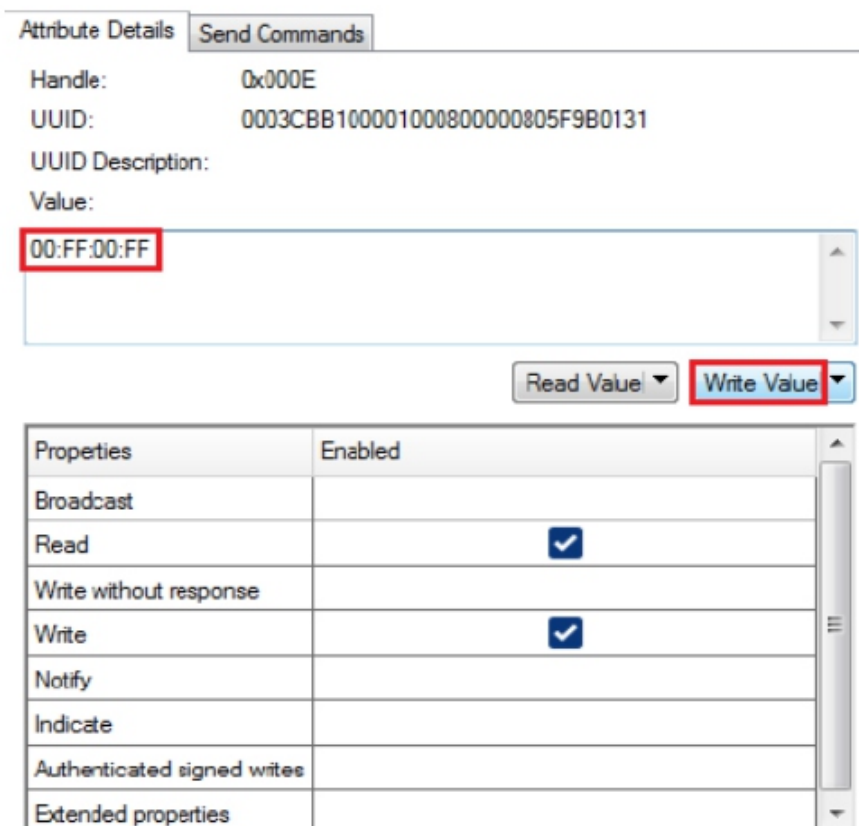 Attribute Details Send Commands
Handle: 0x000E
UUID: 0003CBB100001000800000805F9B0131
UUID Description:
Value:
00:FF:00:FF
Read Value Write Value
Properties Enabled
Broadcast
Read
Write without response
Write
Notify
Indicate
Authenticated signed writes
Extended properties